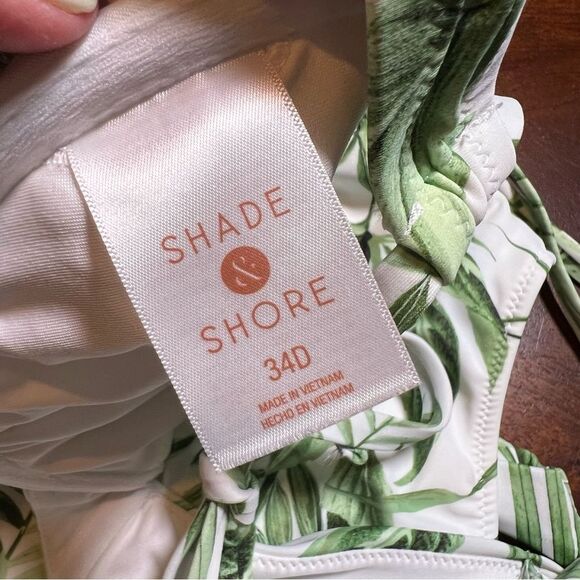 SHADE
&
SHORE
34D
MADE IN VIETNAM
HECHO EN VIETNAM